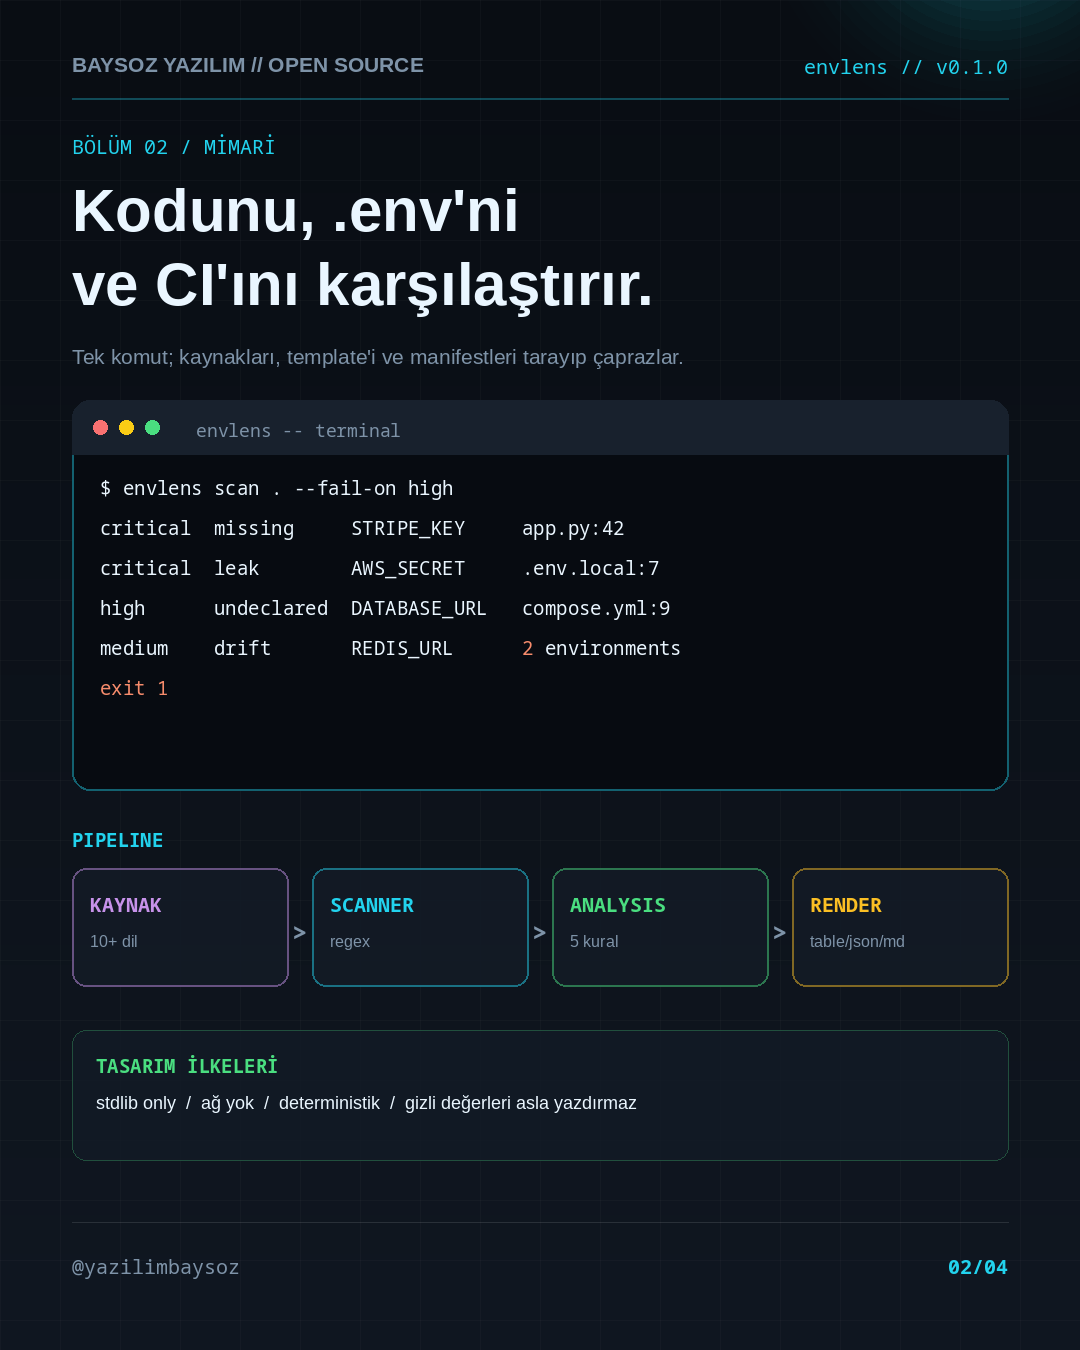 BAYSOZ YAZILIM // OPEN SOURCE
envlens // v0.1.0
BÖLÜM 02 / MİMARİ
Kodunu, .env'ni
ve CI'ını karşılaştırır.
Tek komut; kaynakları, template'i ve manifestleri tarayıp çaprazlar.
envlens -- terminal
$ envlens scan . --fail-on high
critical missing STRIPE_KEY app.py:42
critical leak AWS_SECRET .env.local:7
high undeclared DATABASE_URL compose.yml:9
medium drift REDIS_URL 2 environments
exit 1
PIPELINE
KAYNAK > SCANNER > ANALYSIS > RENDER
10+ dil regex 5 kural table/json/md
TASARIM İLKELERİ
stdlib only / ağ yok / deterministik / gizli değerleri asla yazdırmaz
@yazilimbaysoz
02/04